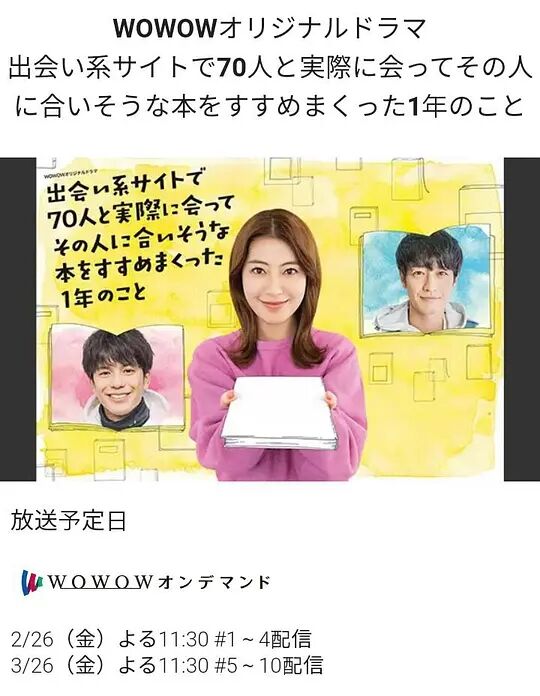 WOWOWオリジナルドラマ
出会い系サイトで70人と実際に会ってその人
に合いそうな本をすすめまくった1年のこと
WOWOWオリジナルドラマ
出会い系サイトで
70人と実際に会って
その人に合いそうな
本をすすめまくった
1年のこと
放送予定日
WOWOWオンデマンド
2/26（金）よる11:30 #1～4配信
3/26（金）よる11:30 #5～10配信